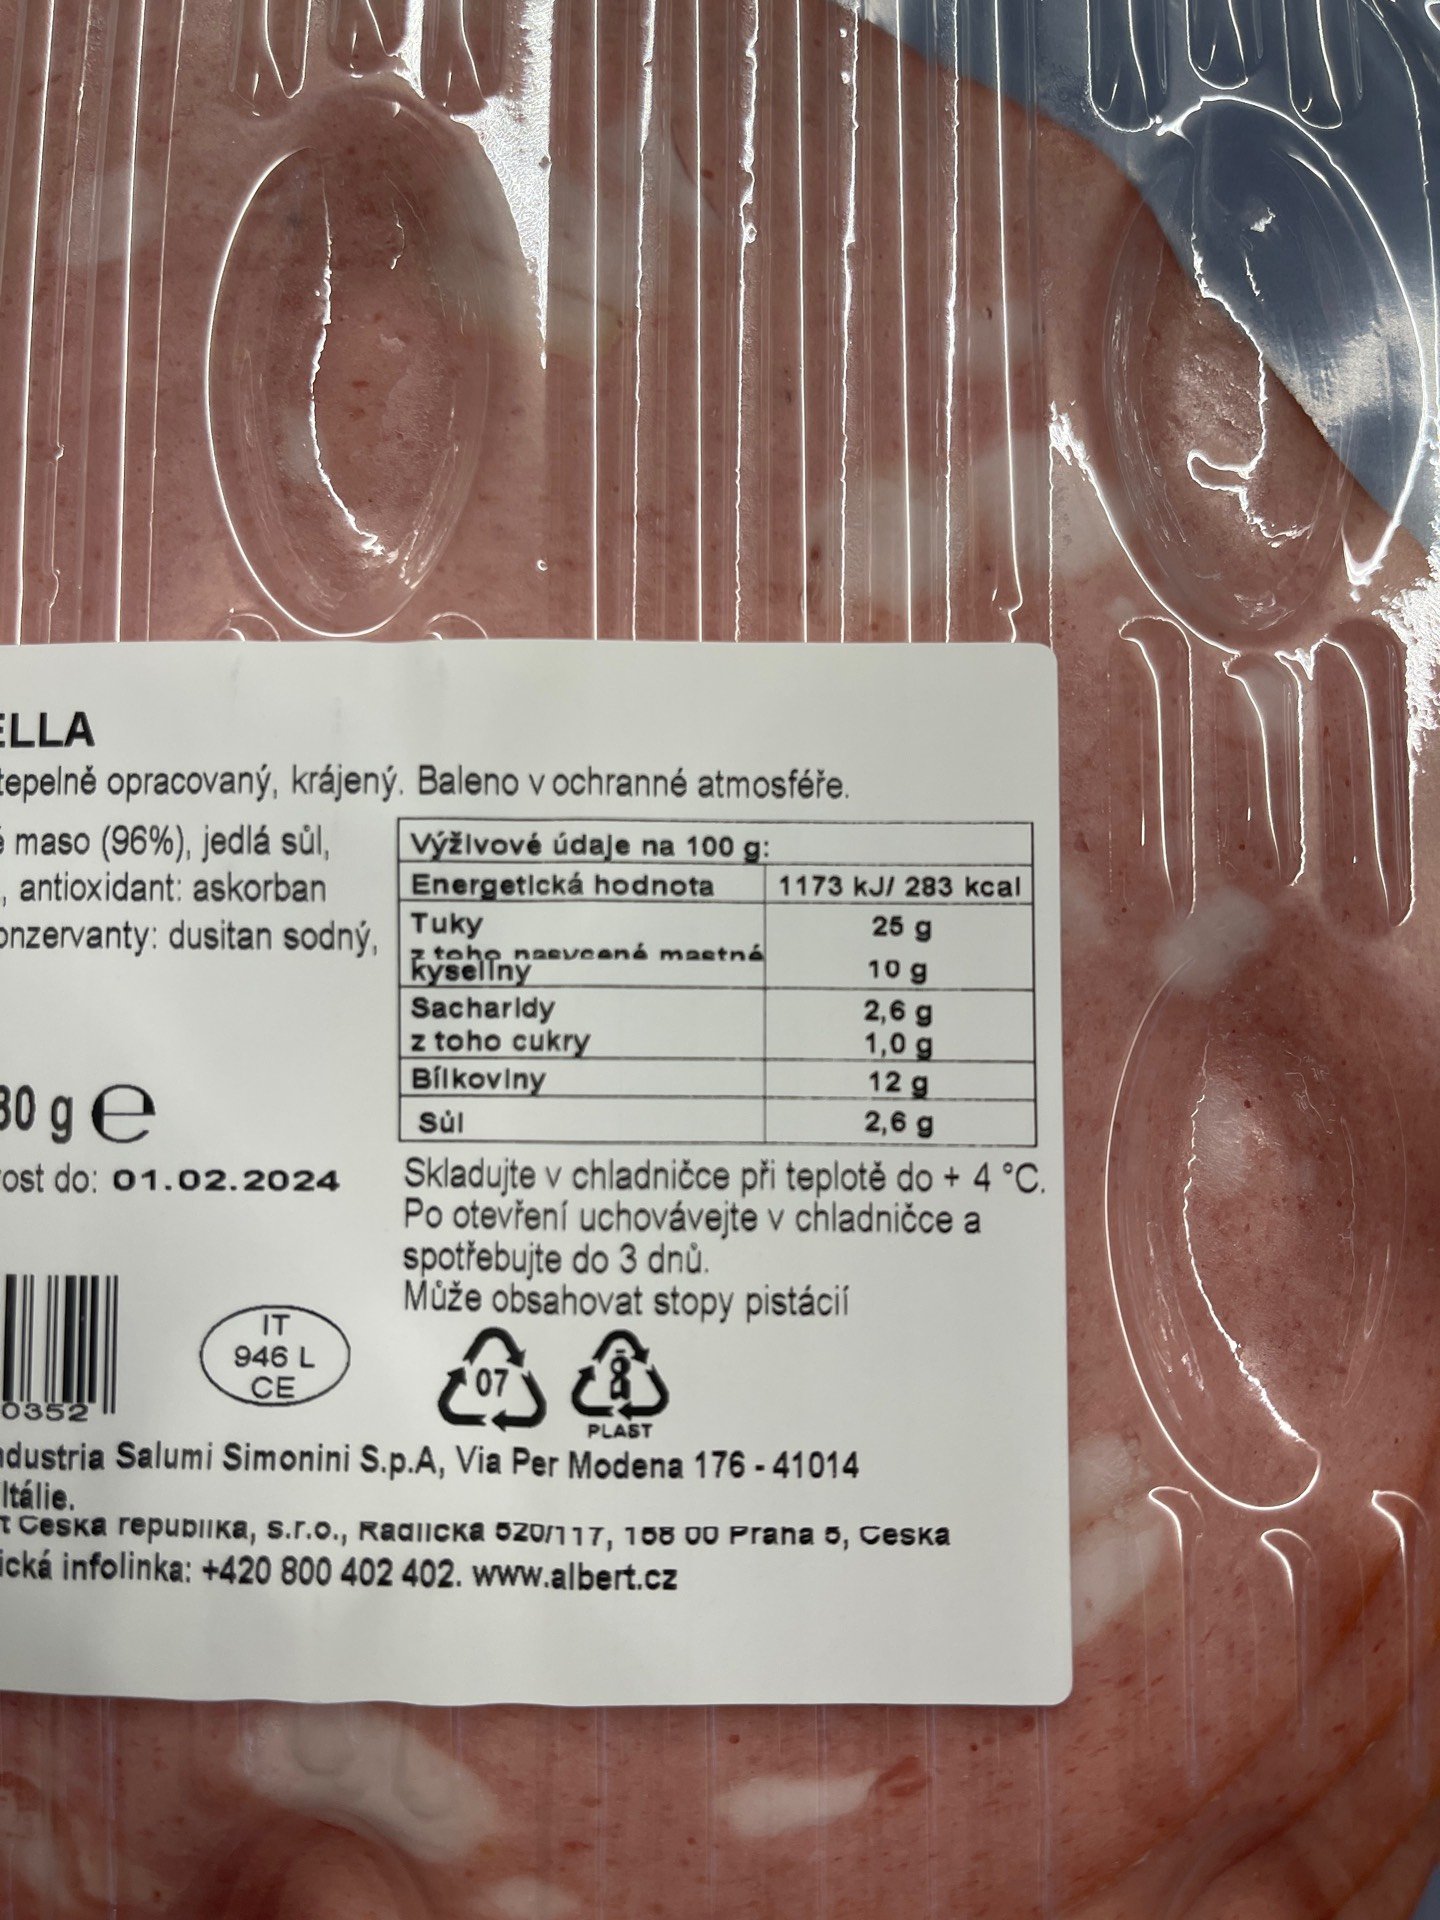 ELLA
tepelně opracovaný, krájený. Baleno v ochranné atmosféře.
é maso (96%), jedlá sůl,
, antioxidant: askorban
onzervanty: dusitan sodný,
Výživové údaje na 100 g:
Energetická hodnota 1173 kJ/ 283 kcal
Tuky 25 g
z toho nasycené mastné
kyseliny 10 g
Sacharidy 2,6 g
z toho cukry 1,0 g
Bílkoviny 12 g
Sůl 2,6 g
80 g e
rost do: 01.02.2024
Skladujte v chladničce při teplotě do + 4 °C.
Po otevření uchovávejte v chladničce a
spotřebujte do 3 dnů.
Může obsahovat stopy pistácií
0352
IT
946 L
CE
07
PLAST
ndustria Salumi Simonini S.p.A, Via Per Modena 176 - 41014
Itálie.
t Česká republika, s.r.o., Radlická 520/117, 158 00 Praha 5, Česká
ická infolinka: +420 800 402 402. www.albert.cz